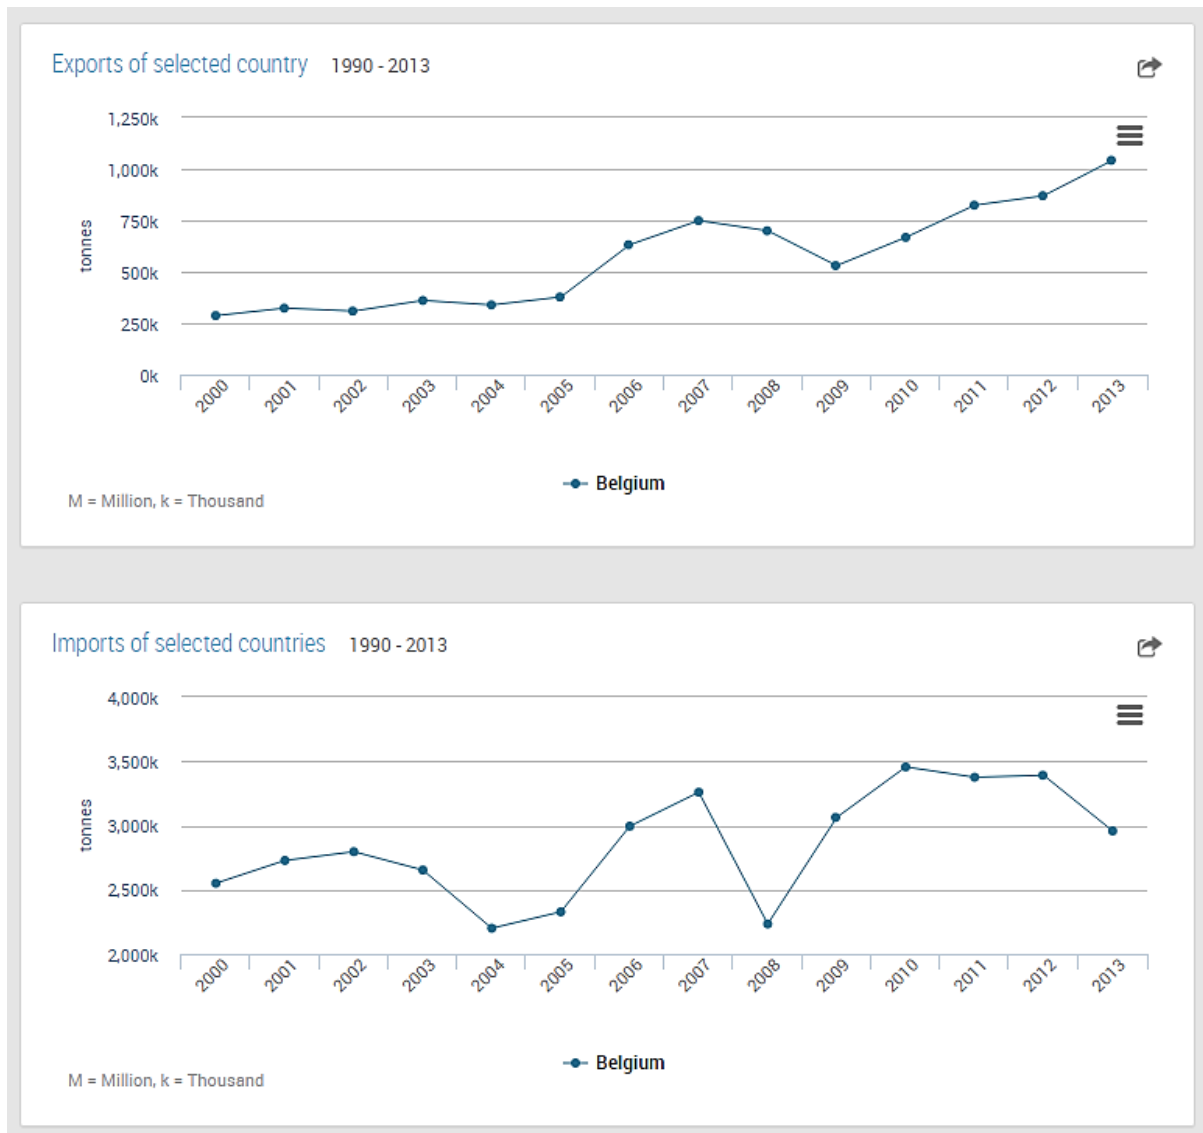 Exports of selected country 1990 - 2013
1,250k
1,000k
750k
500k
250k
0k
tonnes
2000 2001 2002 2003 2004 2005 2006 2007 2008 2009 2010 2011 2012 2013
Belgium
M = Million, k = Thousand
Imports of selected countries 1990 - 2013
4,000k
3,500k
3,000k
2,500k
2,000k
tonnes
2000 2001 2002 2003 2004 2005 2006 2007 2008 2009 2010 2011 2012 2013
Belgium
M = Million, k = Thousand